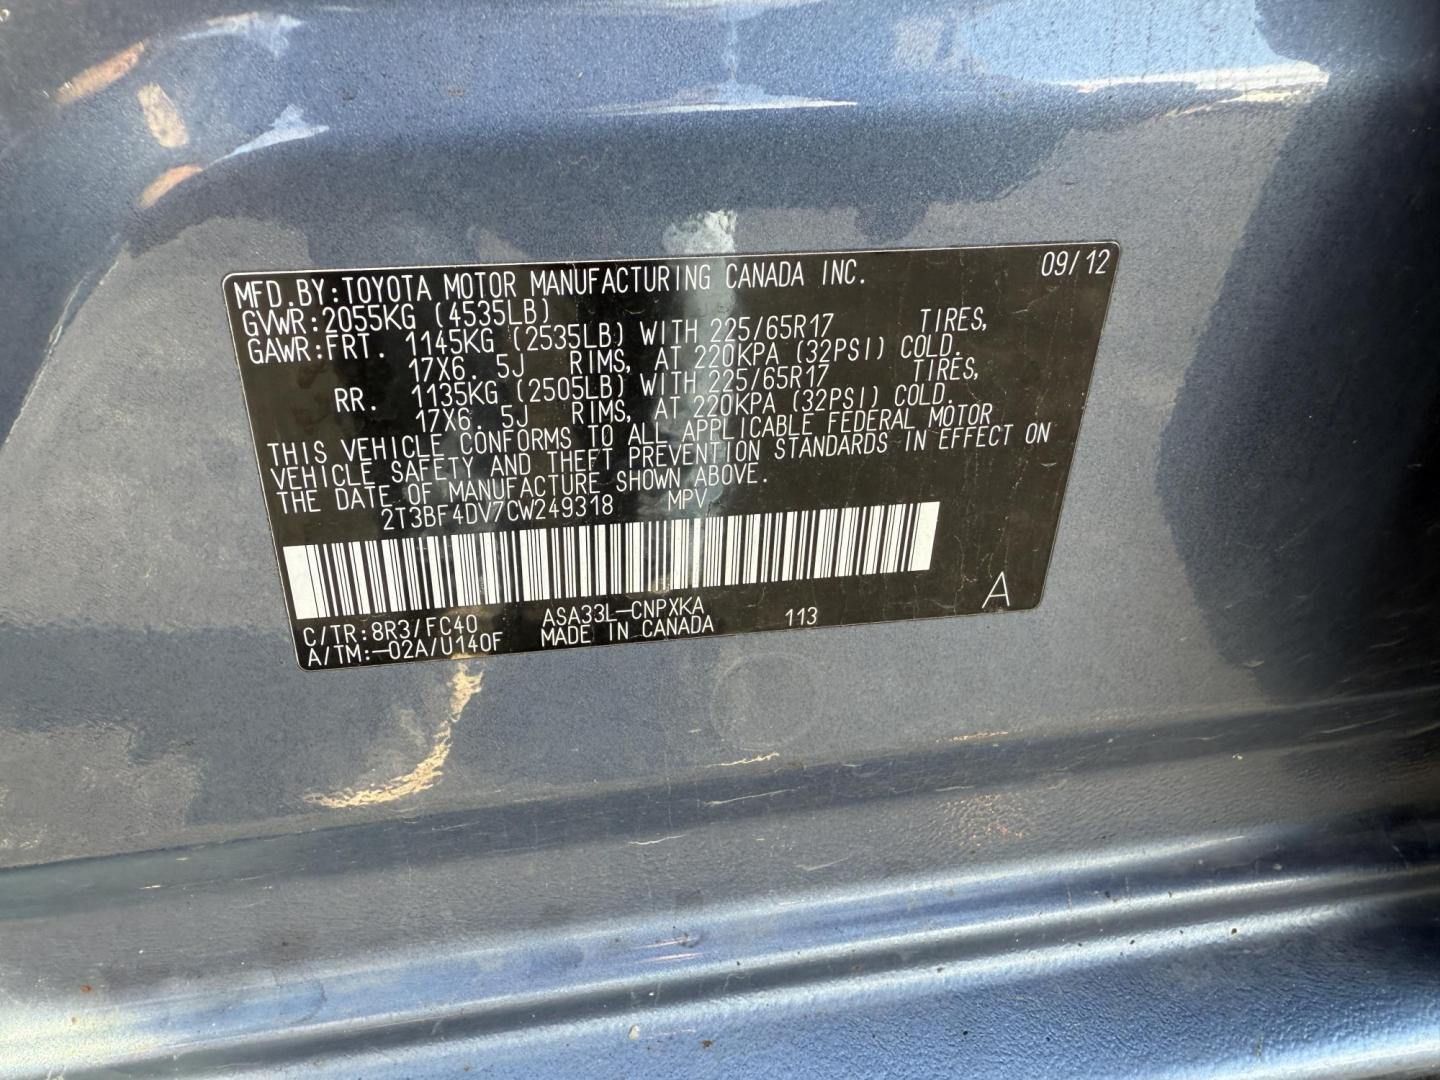 MFD.BY:TOYOTA MOTOR MANUFACTURING CANADA INC. 09/12
GVWR:2055KG (4535LB)
GAWR:FRT. 1145KG (2535LB) WITH 225/65R17 TIRES,
17X6. 5J RIMS, AT 220KPA (32PSI) COLD.
RR. 1135KG (2505LB) WITH 225/65R17 TIRES,
17X6. 5J RIMS, AT 220KPA (32PSI) COLD.
THIS VEHICLE CONFORMS TO ALL APPLICABLE FEDERAL MOTOR
VEHICLE SAFETY AND THEFT PREVENTION STANDARDS IN EFFECT ON
THE DATE OF MANUFACTURE SHOWN ABOVE.
2T3BF4DV7CW249318 MPV
C/TR:8R3/FC40 ASA33L-CNPXKA 113 A
A/TM:-02A/U140F MADE IN CANADA